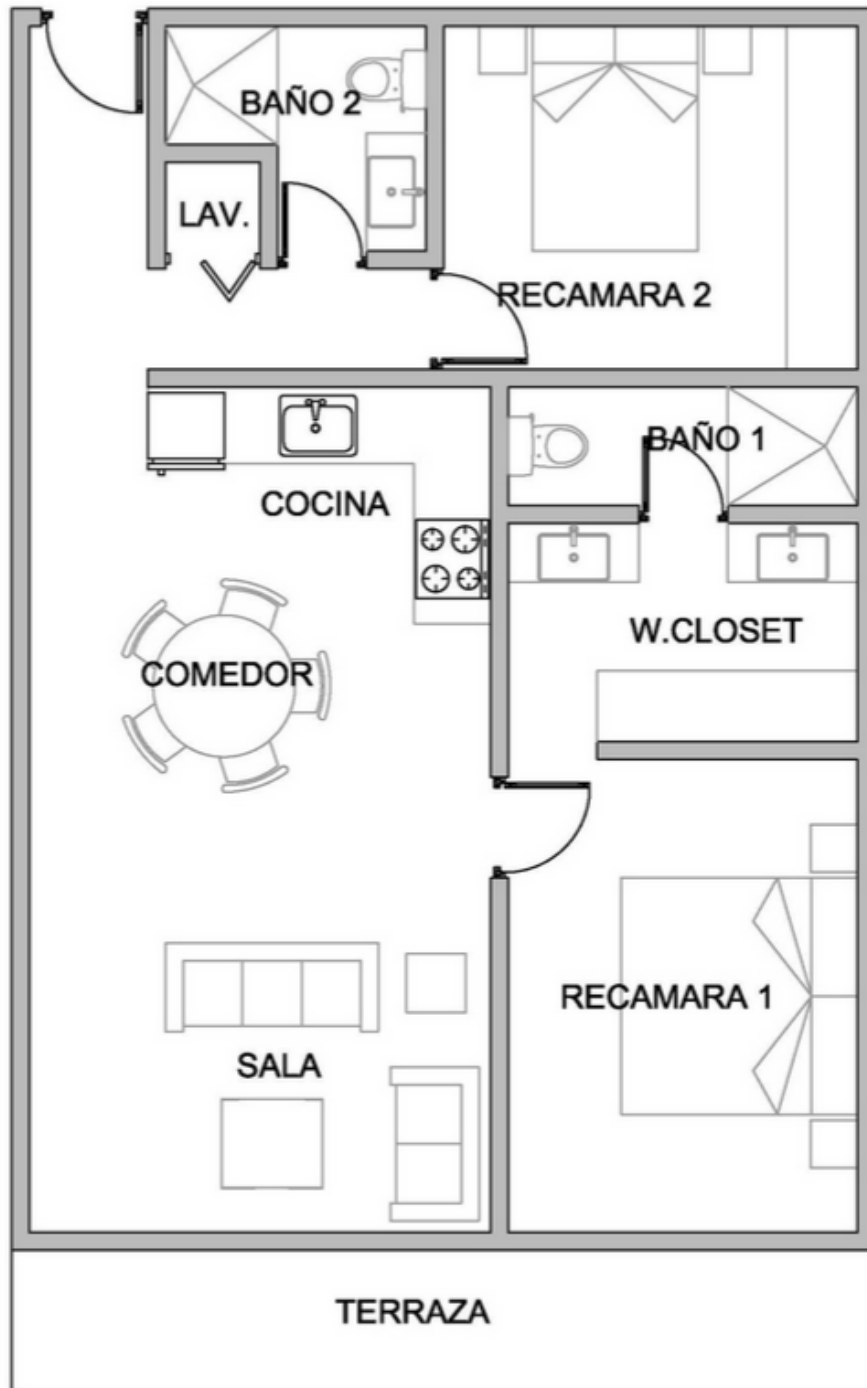 BAÑO 2
LAV.
RECAMARA 2
BAÑO 1
COCINA
W.CLOSET
COMEDOR
RECAMARA 1
SALA
TERRAZA